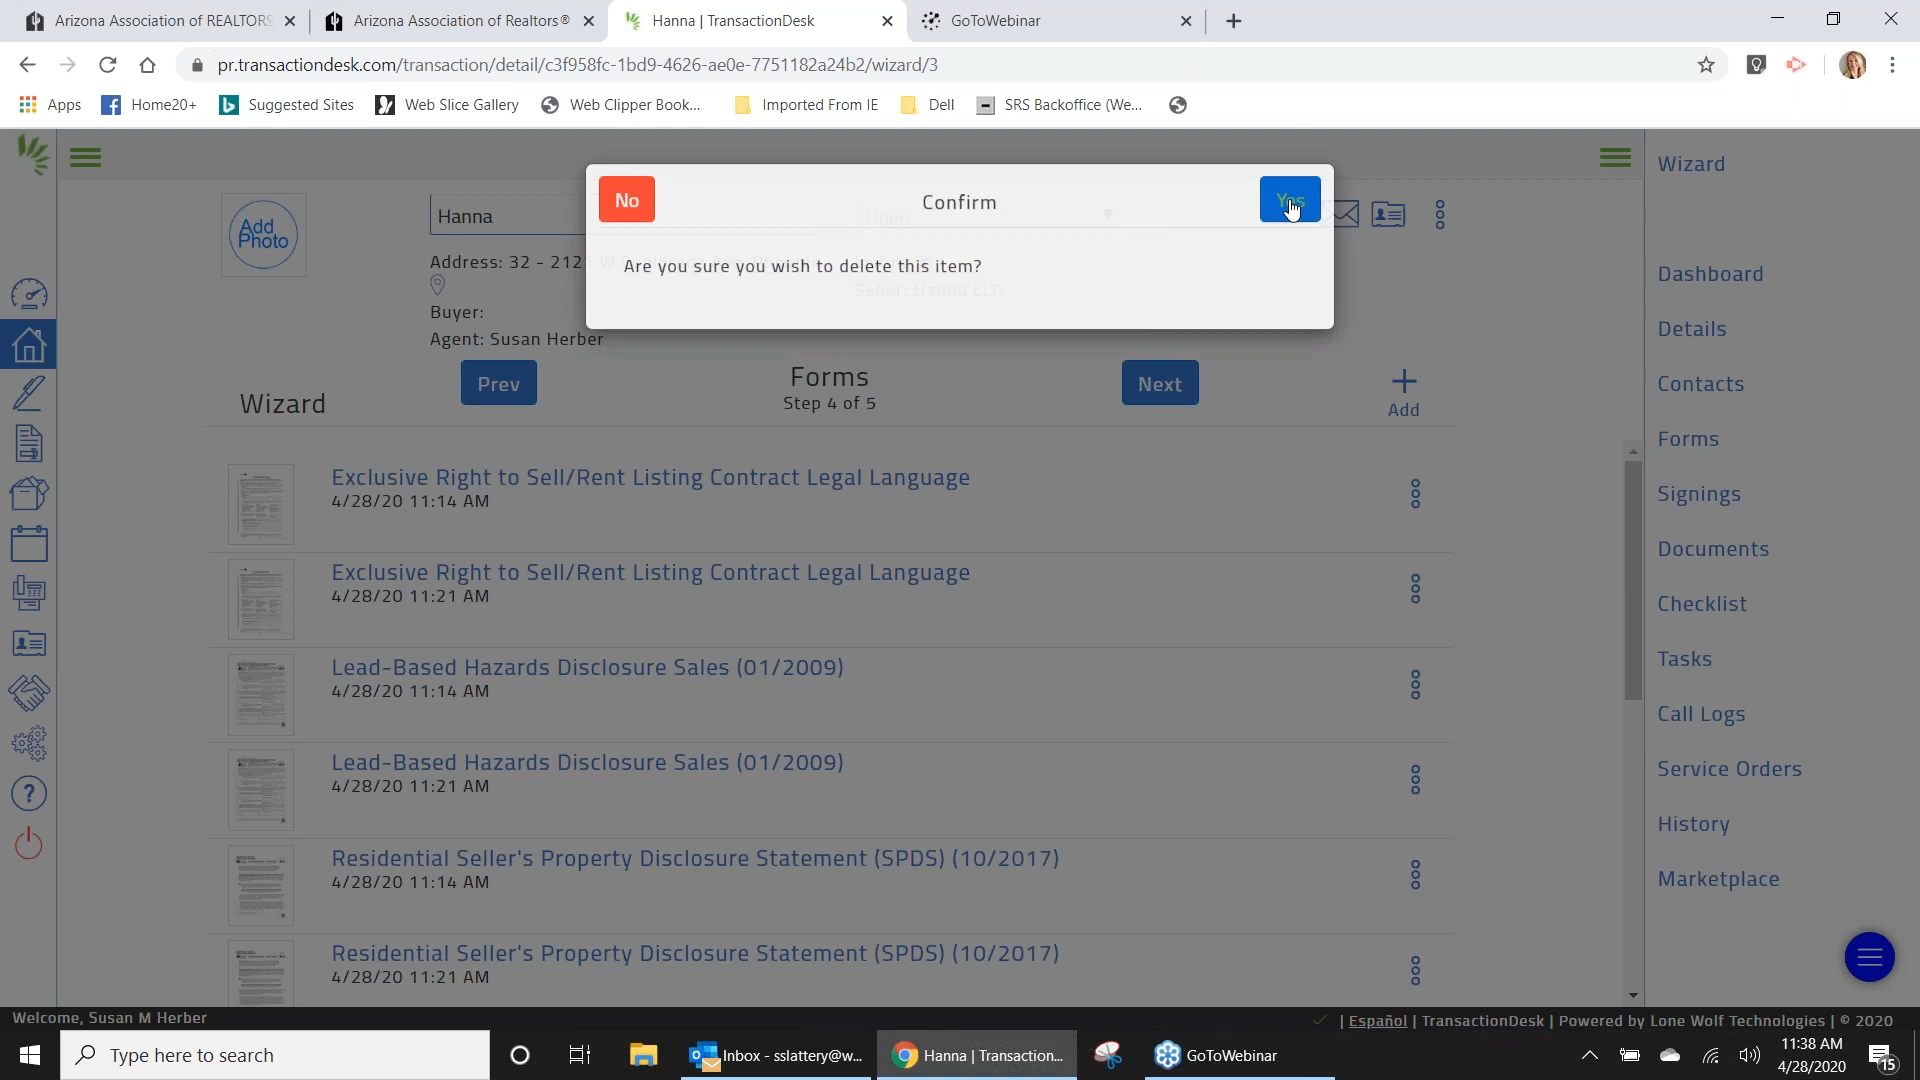 Arizona Association of REALTORS
Arizona Association of Realtors®
Hanna | TransactionDesk
GoToWebinar
pr.transactiondesk.com/transaction/detail/c3f958fc-1bd9-4626-ae0e-7751182a24b2/wizard/3
Apps
Home20+
Suggested Sites
Web Slice Gallery
Web Clipper Book...
Imported From IE
Dell
SRS Backoffice (We...
No
Confirm
Yes
Are you sure you wish to delete this item?
Add Photo
Hanna
Open
Address: 32 - 2121 W
Seller: Hanna LLC
Buyer:
Agent: Susan Herber
Wizard
Prev
Forms
Step 4 of 5
Next
Add
Exclusive Right to Sell/Rent Listing Contract Legal Language
4/28/20 11:14 AM
Exclusive Right to Sell/Rent Listing Contract Legal Language
4/28/20 11:21 AM
Lead-Based Hazards Disclosure Sales (01/2009)
4/28/20 11:14 AM
Lead-Based Hazards Disclosure Sales (01/2009)
4/28/20 11:21 AM
Residential Seller's Property Disclosure Statement (SPDS) (10/2017)
4/28/20 11:14 AM
Residential Seller's Property Disclosure Statement (SPDS) (10/2017)
4/28/20 11:21 AM
Wizard
Dashboard
Details
Contacts
Forms
Signings
Documents
Checklist
Tasks
Call Logs
Service Orders
History
Marketplace
Welcome, Susan M Herber
| Español | TransactionDesk | Powered by Lone Wolf Technologies | © 2020
Type here to search
Inbox - sslattery@w...
Hanna | Transaction...
GoToWebinar
11:38 AM
4/28/2020
15